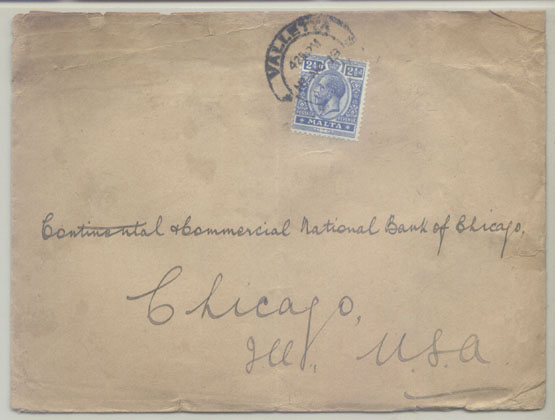 VALLETTA
2½d 2½d
MALTA
Continental & Commercial National Bank of Chicago.
Chicago,
Ill., U.S.A.